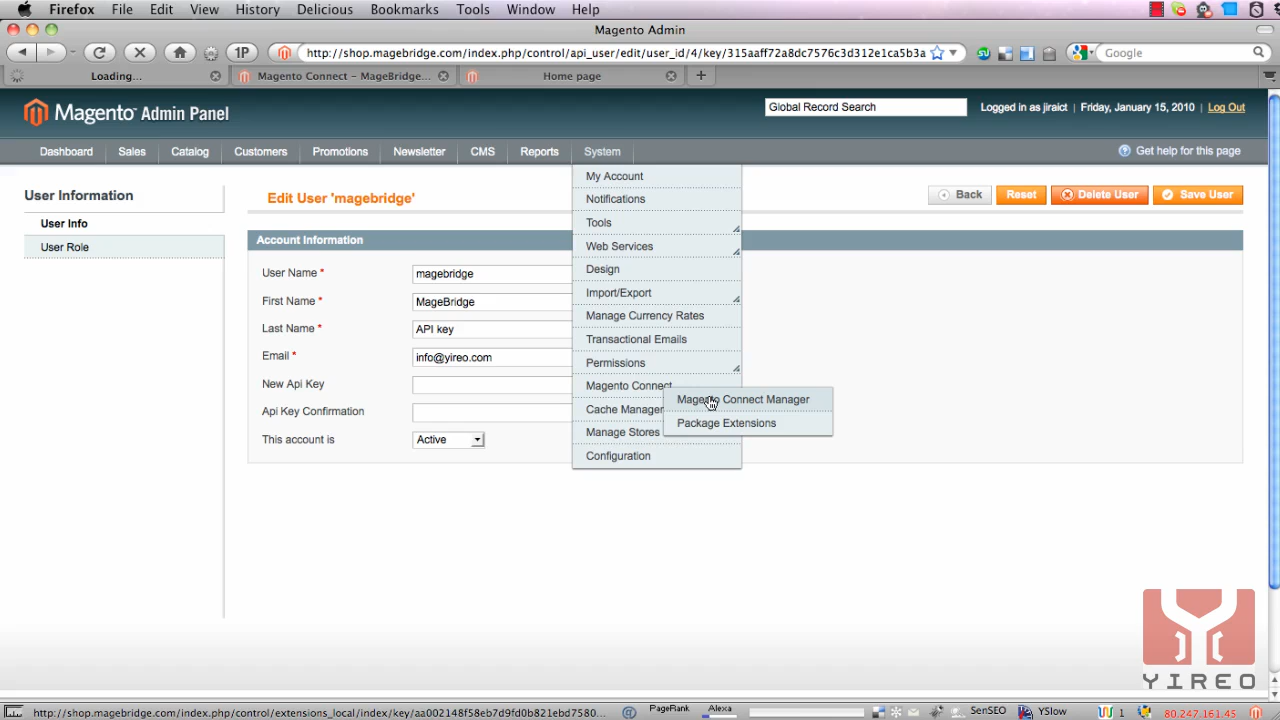 Firefox File Edit View History Delicious Bookmarks Tools Window Help
Magento Admin
1P http://shop.magebridge.com/index.php/control/api_user/edit/user_id/4/key/315aaff72a8dc7576c3d312e1ca5b3a Google
Loading... Magento Connect – MageBridge... Home page
Magento Admin Panel
Global Record Search
Logged in as jiraict | Friday, January 15, 2010 | Log Out
Dashboard Sales Catalog Customers Promotions Newsletter CMS Reports System
Get help for this page
User Information
User Info
User Role
Edit User 'magebridge'
Back Reset Delete User Save User
Account Information
User Name * magebridge
First Name * MageBridge
Last Name * API key
Email * info@yireo.com
New Api Key
Api Key Confirmation
This account is Active
My Account
Notifications
Tools
Web Services
Design
Import/Export
Manage Currency Rates
Transactional Emails
Permissions
Magento Connect
Cache Manager
Manage Stores
Configuration
Magento Connect Manager
Package Extensions
YIREO
http://shop.magebridge.com/index.php/control/extensions_local/index/key/aa002148f58eb7d9fd0b821ebd7580... PageRank Alexa SenSEO YSlow 1 80.247.161.45